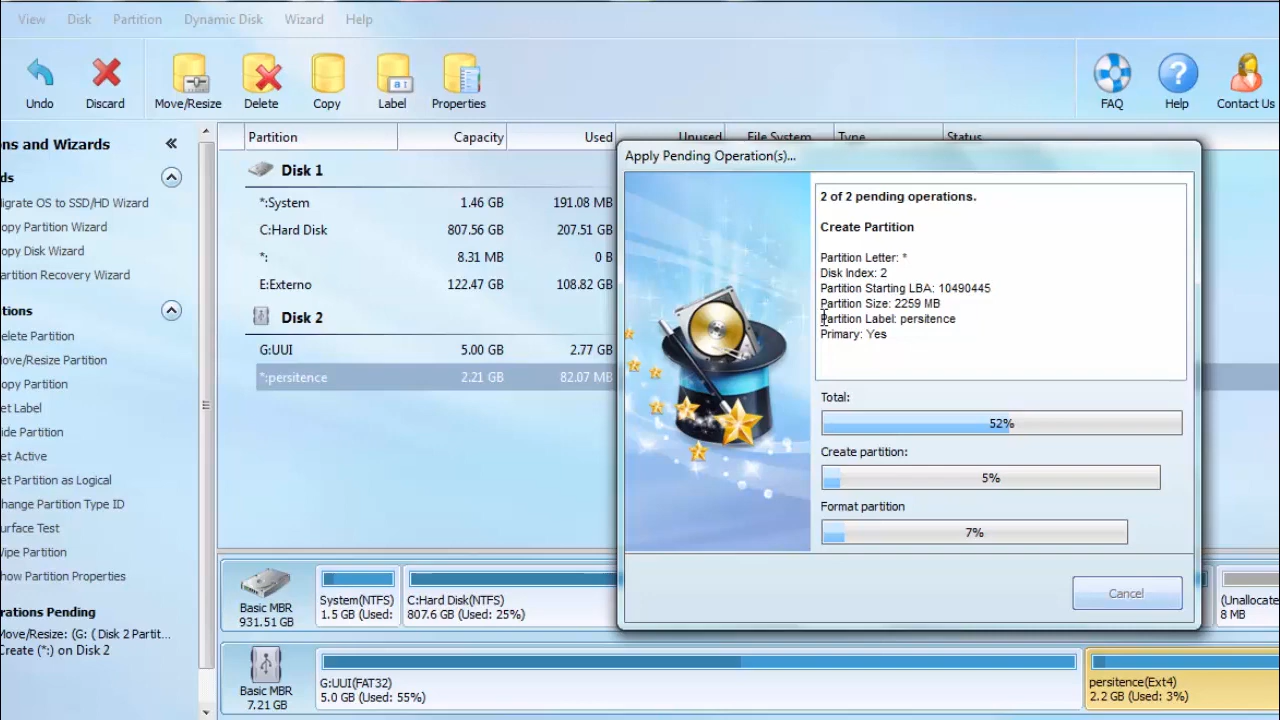 View Disk Partition Dynamic Disk Wizard Help
Undo Discard Move/Resize Delete Copy Label Properties FAQ Help Contact Us
ns and Wizards
ds
ligrate OS to SSD/HD Wizard
opy Partition Wizard
opy Disk Wizard
artition Recovery Wizard
tions
elete Partition
love/Resize Partition
opy Partition
et Label
ide Partition
et Active
et Partition as Logical
hange Partition Type ID
urface Test
Vipe Partition
how Partition Properties
rations Pending
Move/Resize: (G: ( Disk 2 Partit...
Create (*:) on Disk 2
Partition Capacity Used Unused File System Type Status
Disk 1
*:System 1.46 GB 191.08 MB
C:Hard Disk 807.56 GB 207.51 GB
*: 8.31 MB 0 B
E:Externo 122.47 GB 108.82 GB
Disk 2
G:UUI 5.00 GB 2.77 GB
*:persitence 2.21 GB 82.07 MB
Apply Pending Operation(s)...
2 of 2 pending operations.
Create Partition
Partition Letter: *
Disk Index: 2
Partition Starting LBA: 10490445
Partition Size: 2259 MB
Partition Label: persitence
Primary: Yes
Total:
52%
Create partition:
5%
Format partition
7%
Cancel
Basic MBR
931.51 GB
System(NTFS)
1.5 GB (Used:
C:Hard Disk(NTFS)
807.6 GB (Used: 25%)
(Unallocate
8 MB
Basic MBR
7.21 GB
G:UUI(FAT32)
5.0 GB (Used: 55%)
persitence(Ext4)
2.2 GB (Used: 3%)